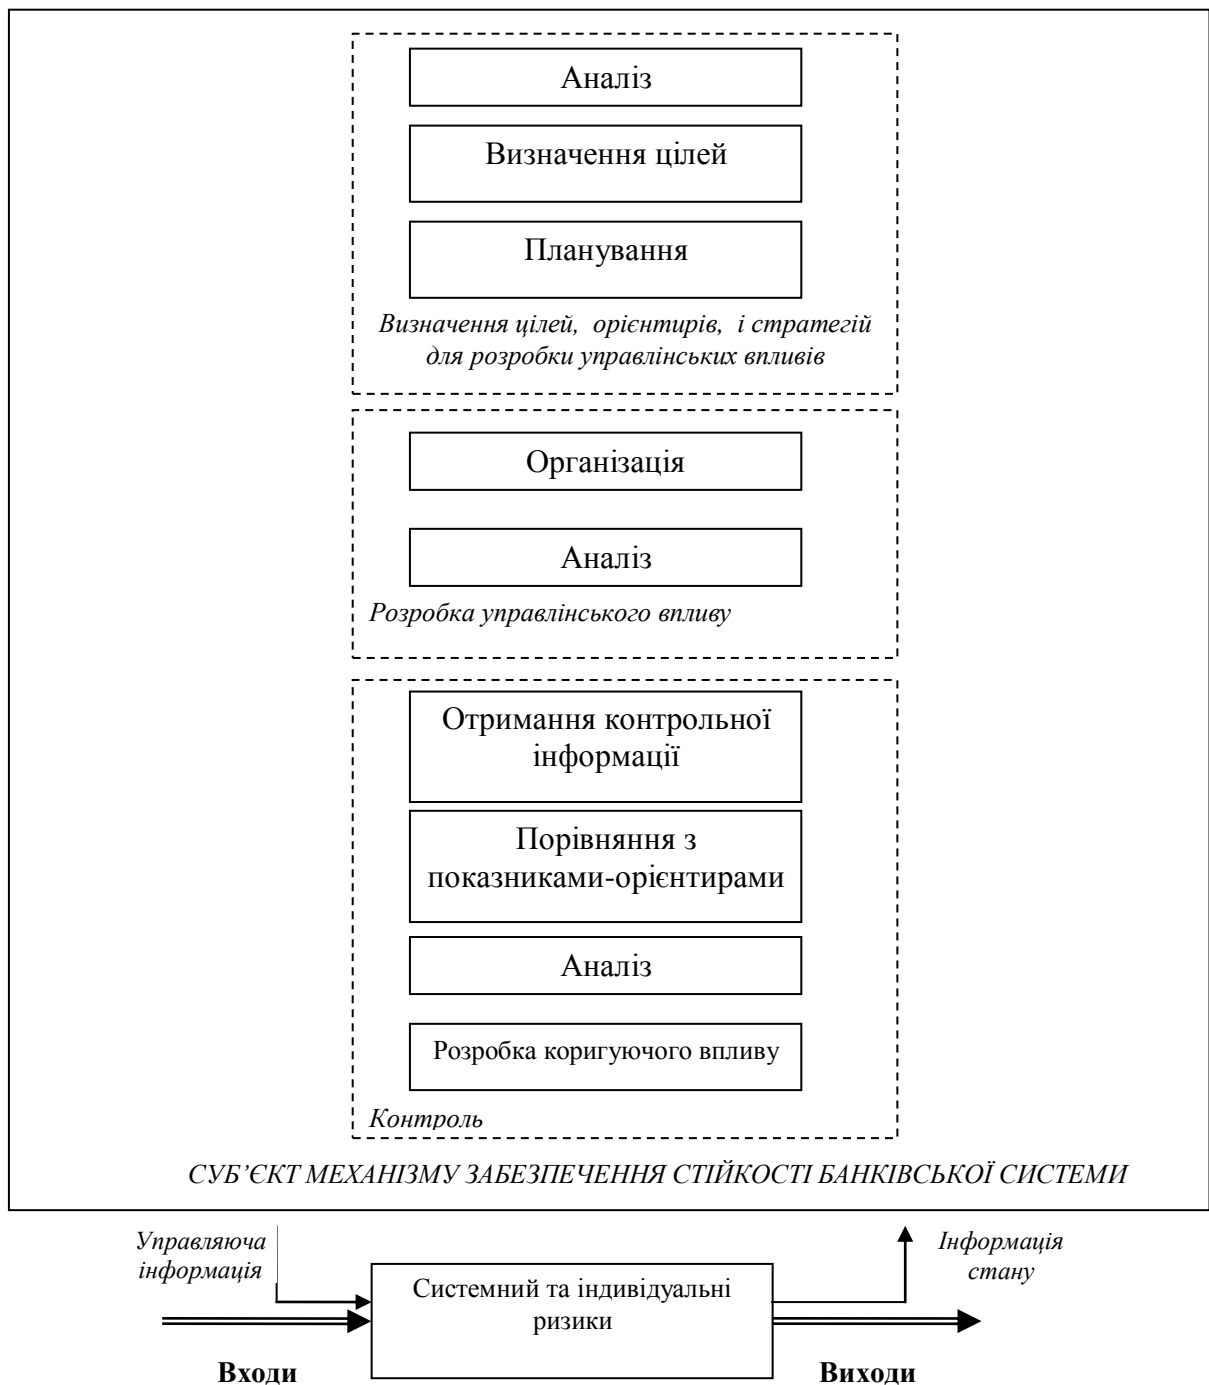 Аналіз
Визначення цілей
Планування
Визначення цілей, орієнтирів, і стратегій
для розробки управлінських впливів
Організація
Аналіз
Розробка управлінського впливу
Отримання контрольної
інформації
Порівняння з
показниками-орієнтирами
Аналіз
Розробка коригуючого впливу
Контроль
СУБ’ЄКТ МЕХАНІЗМУ ЗАБЕЗПЕЧЕННЯ СТІЙКОСТІ БАНКІВСЬКОЇ СИСТЕМИ
Управляюча
інформація
Інформація
стану
Системний та індивідуальні
ризики
Входи
Виходи